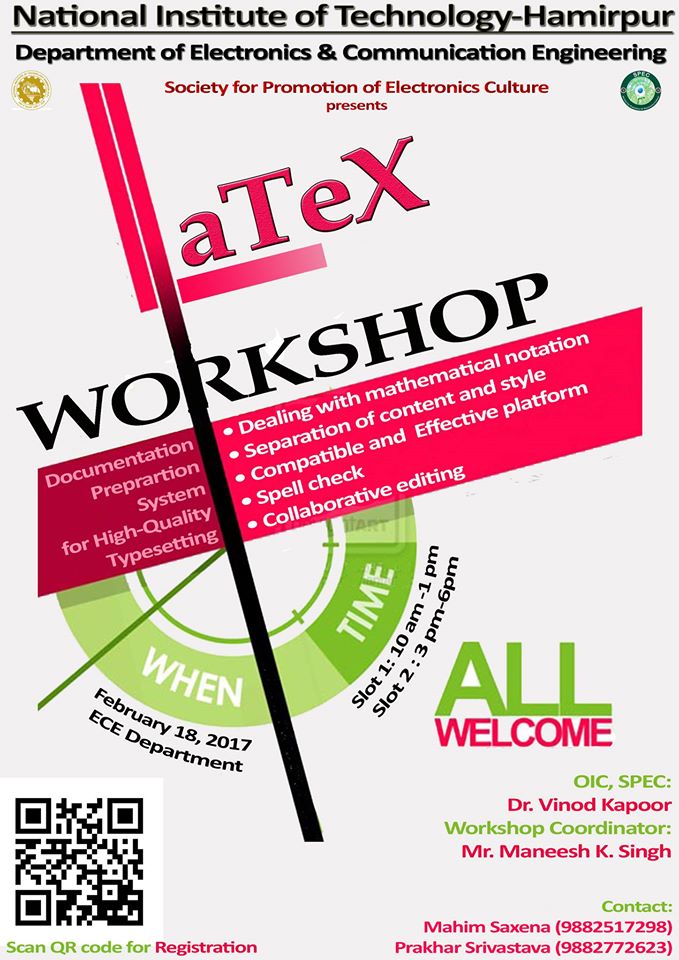 National Institute of Technology-Hamirpur
Department of Electronics & Communication Engineering
Society for Promotion of Electronics Culture
presents
SPEC
LaTeX
WORKSHOP
Documentation
Preprartion
System
for High-Quality
Typesetting
• Dealing with mathematical notation
• Separation of content and style
• Compatible and Effective platform
• Spell check
• Collaborative editing
WHEN
TIME
February 18, 2017
ECE Department
Slot 1: 10 am -1 pm
Slot 2 : 3 pm-6pm
ALL
WELCOME
OIC, SPEC:
Dr. Vinod Kapoor
Workshop Coordinator:
Mr. Maneesh K. Singh
Contact:
Mahim Saxena (9882517298)
Prakhar Srivastava (9882772623)
Scan QR code for Registration